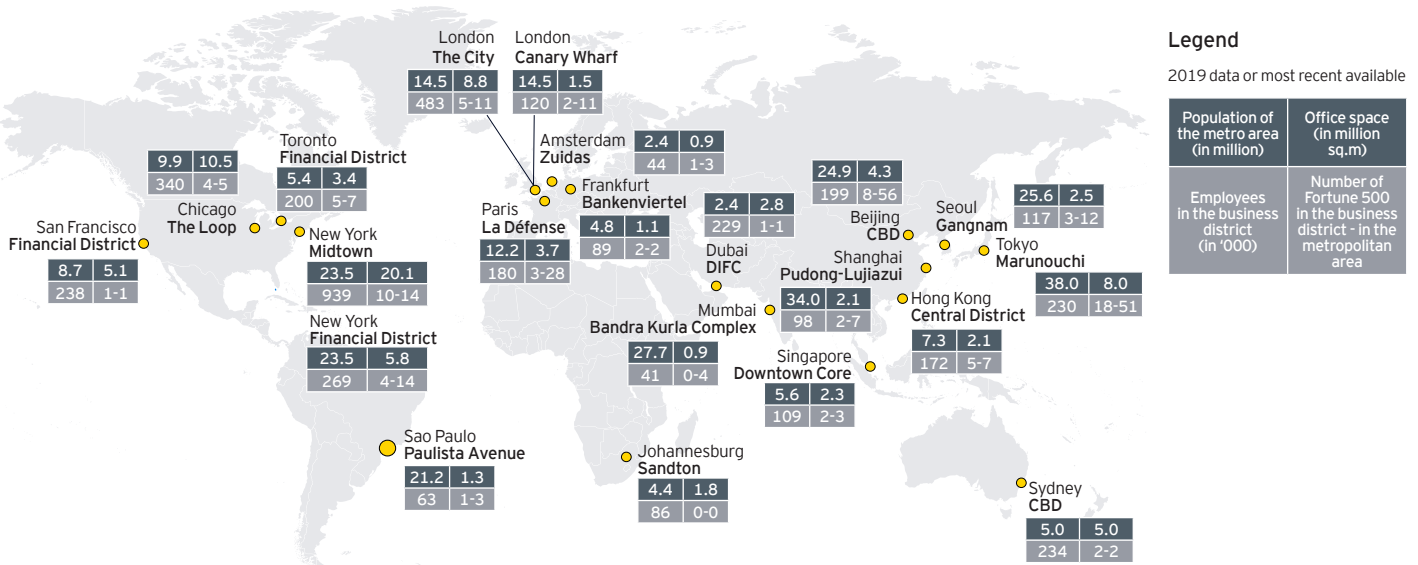 London
The City
14.5 8.8
483 5-11
London
Canary Wharf
14.5 1.5
120 2-11
Amsterdam
Zuidas
2.4 0.9
44 1-3
Toronto
Financial District
5.4 3.4
200 5-7
9.9 10.5
340 4-5
Chicago
The Loop
San Francisco
Financial District
8.7 5.1
238 1-1
New York
Midtown
23.5 20.1
939 10-14
New York
Financial District
23.5 5.8
269 4-14
Paris
La Défense
12.2 3.7
180 3-28
Frankfurt
Bankenviertel
4.8 1.1
89 2-2
2.4 2.8
229 1-1
Dubai
DIFC
24.9 4.3
199 8-56
Beijing
CBD
Seoul
Gangnam
25.6 2.5
117 3-12
Tokyo
Marunouchi
38.0 8.0
230 18-51
Shanghai
Pudong-Lujiazui
34.0 2.1
98 2-7
Hong Kong
Central District
7.3 2.1
172 5-7
Mumbai
Bandra Kurla Complex
27.7 0.9
41 0-4
Singapore
Downtown Core
5.6 2.3
109 2-3
Sao Paulo
Paulista Avenue
21.2 1.3
63 1-3
Johannesburg
Sandton
4.4 1.8
86 0-0
Sydney
CBD
5.0 5.0
234 2-2
Legend
2019 data or most recent available
Population of
the metro area
(in million)
Office space
(in million
sq.m)
Employees
in the business
district
(in ‘000)
Number of
Fortune 500
in the business
district - in the
metropolitan
area